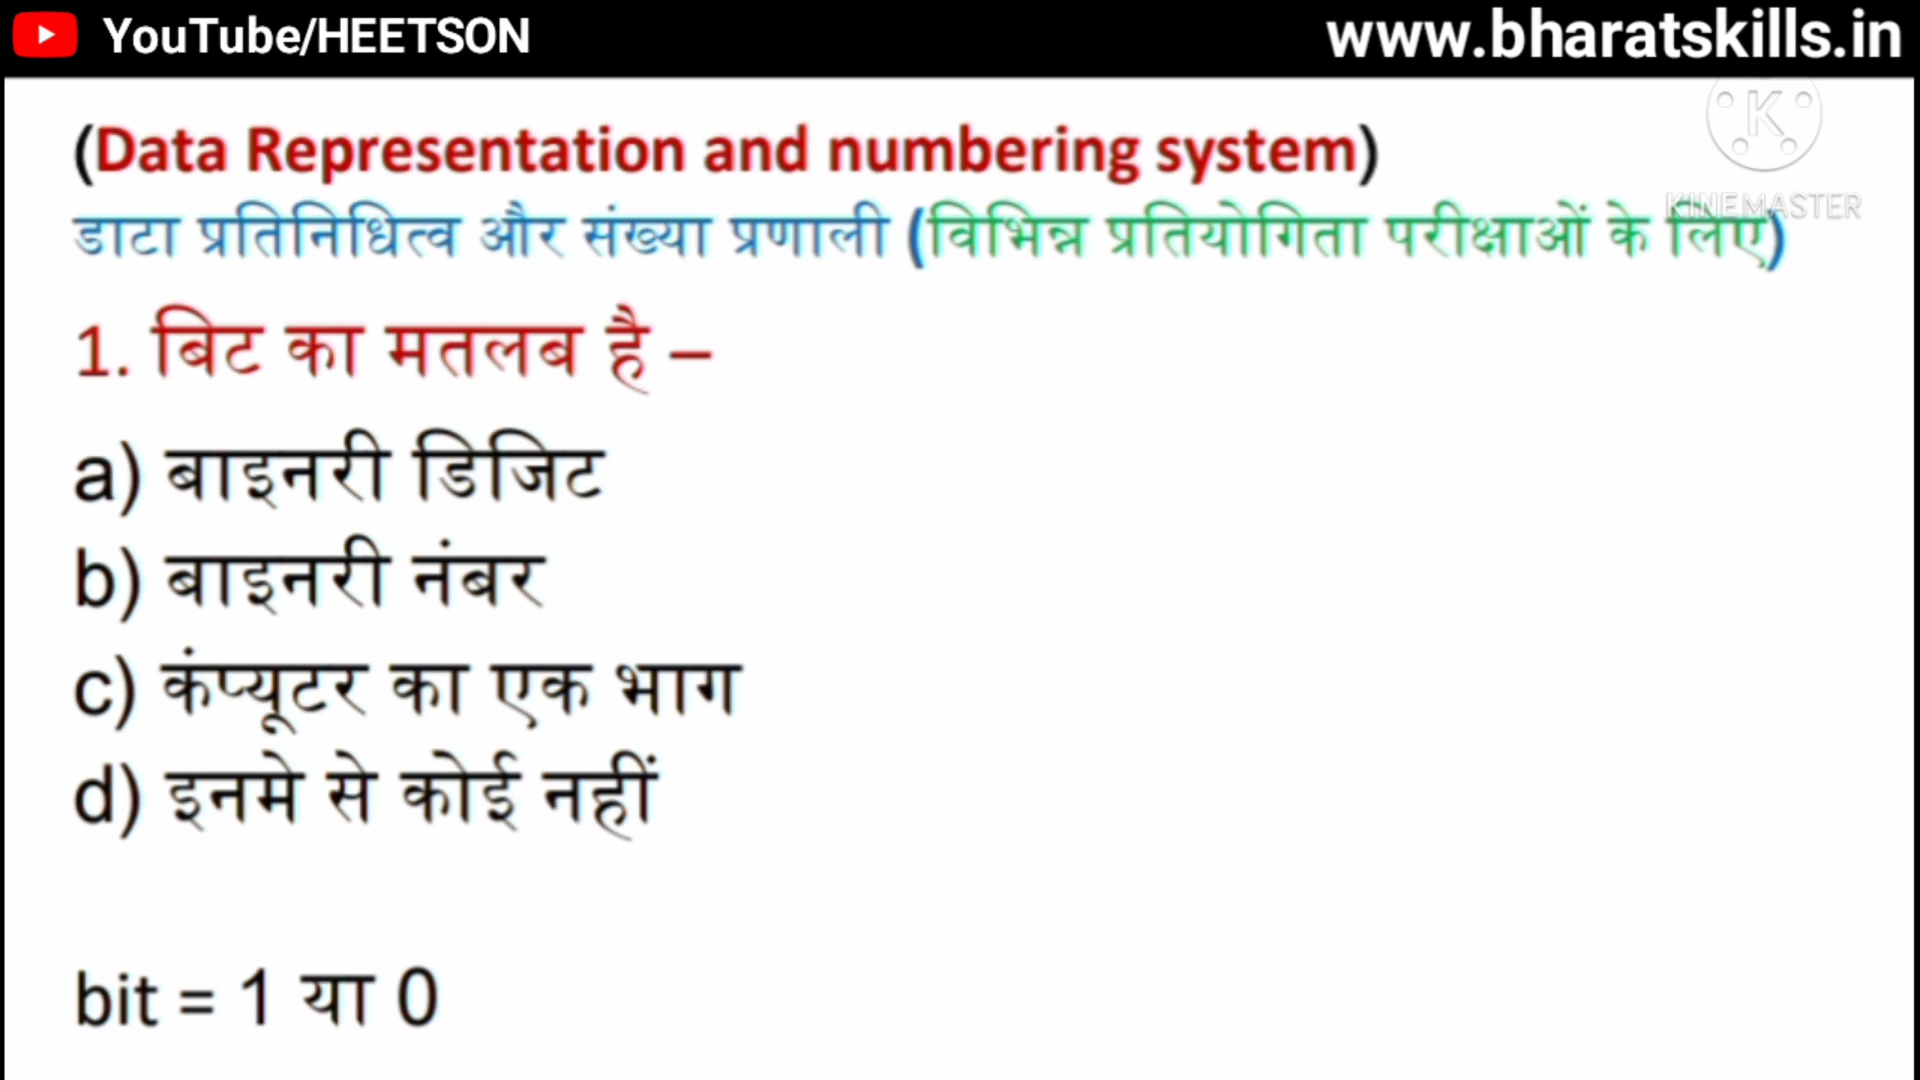 YouTube/HEETSON
www.bharatskills.in
(Data Representation and numbering system)
KINEMASTER
डाटा प्रतिनिधित्व और संख्या प्रणाली (विभिन्न प्रतियोगिता परीक्षाओं के लिए)
1. बिट का मतलब है –
a) बाइनरी डिजिट
b) बाइनरी नंबर
c) कंप्यूटर का एक भाग
d) इनमे से कोई नहीं
bit = 1 या 0